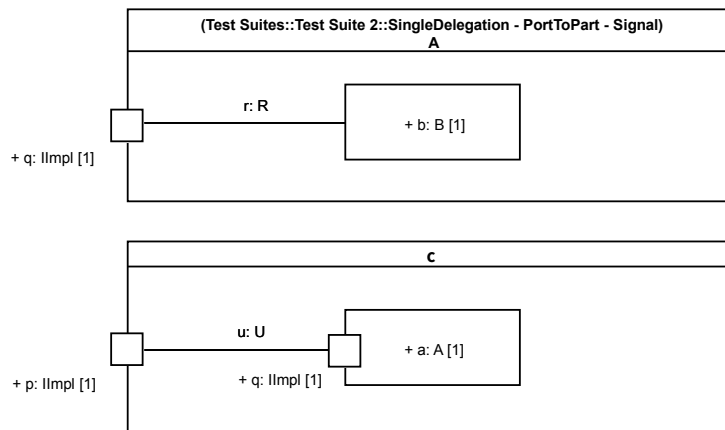 (Test Suites::Test Suite 2::SingleDelegation - PortToPart - Signal)
A
r: R
+ b: B [1]
+ q: IImpl [1]
C
u: U
+ a: A [1]
+ p: IImpl [1]
+ q: IImpl [1]